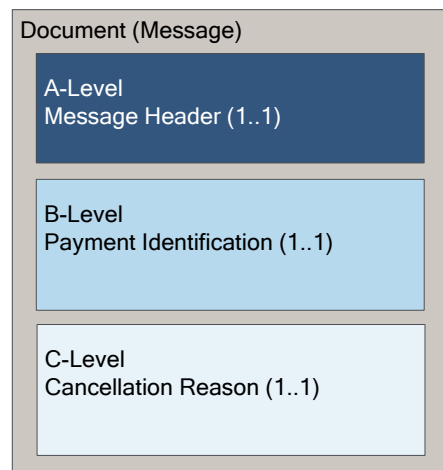 Document (Message)
A-Level
Message Header (1..1)
B-Level
Payment Identification (1..1)
C-Level
Cancellation Reason (1..1)